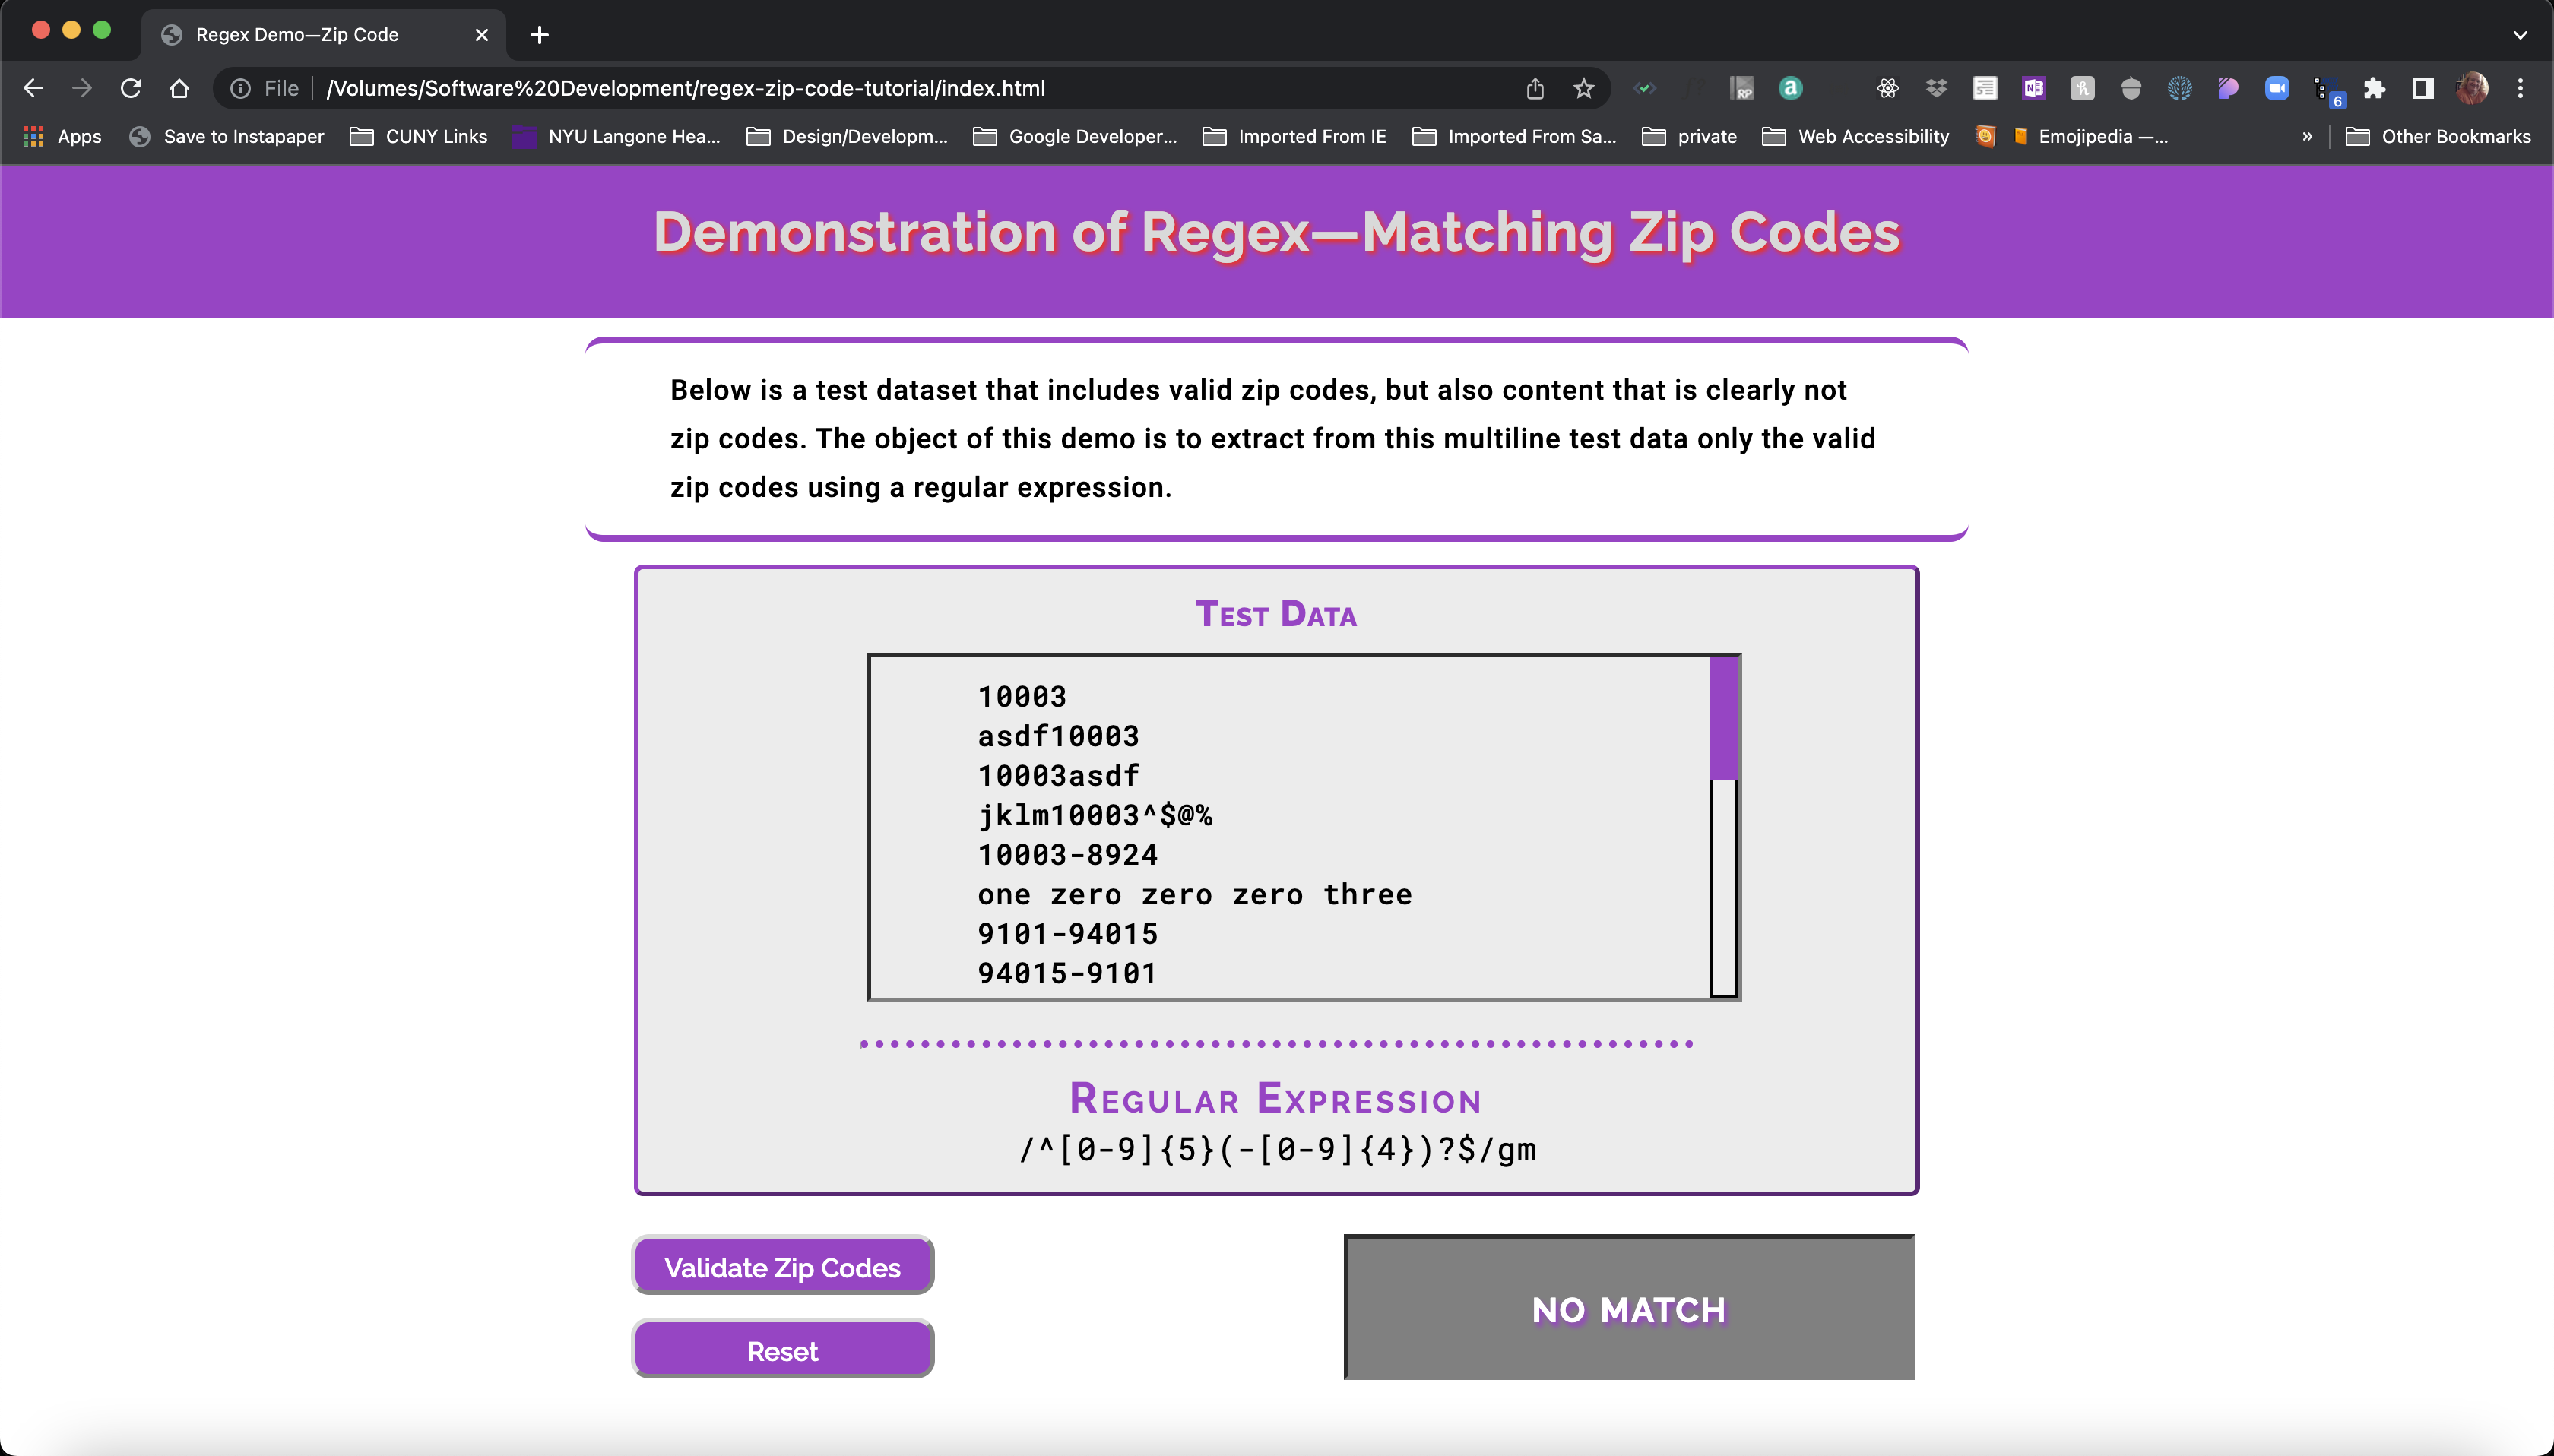 Regex Demo—Zip Code
File /Volumes/Software%20Development/regex-zip-code-tutorial/index.html
RP a 6
Apps Save to Instapaper CUNY Links NYU Langone Hea... Design/Developm... Google Developer... Imported From IE Imported From Sa... private Web Accessibility Emojipedia —... » Other Bookmarks
Demonstration of Regex—Matching Zip Codes
Below is a test dataset that includes valid zip codes, but also content that is clearly not
zip codes. The object of this demo is to extract from this multiline test data only the valid
zip codes using a regular expression.
Test Data
10003
asdf10003
10003asdf
jklm10003^$@%
10003-8924
one zero zero zero three
9101-94015
94015-9101
Regular Expression
/^[0-9]{5}(-[0-9]{4})?$/gm
Validate Zip Codes
NO MATCH
Reset